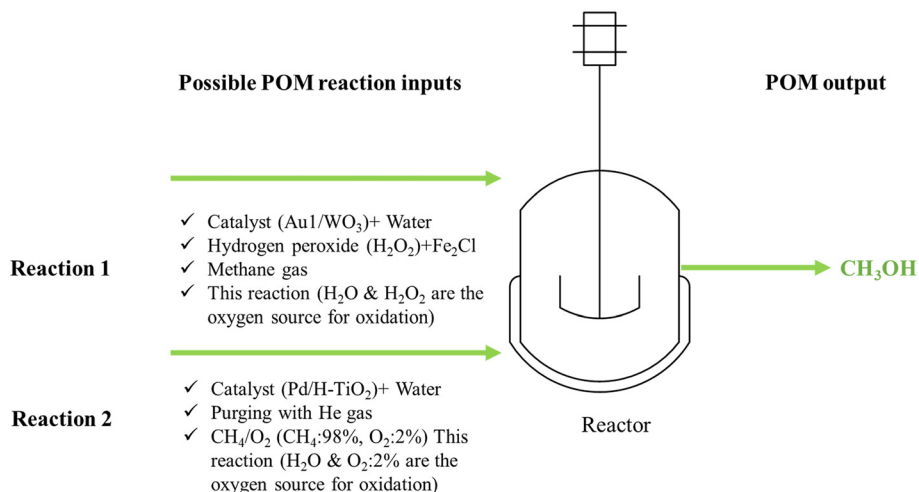 Possible POM reaction inputs
POM output
Reaction 1
✓ Catalyst (Au1/WO₃)+ Water
✓ Hydrogen peroxide (H₂O₂)+Fe₂Cl
✓ Methane gas
✓ This reaction (H₂O & H₂O₂ are the
oxygen source for oxidation)
CH₃OH
Reaction 2
✓ Catalyst (Pd/H-TiO₂)+ Water
✓ Purging with He gas
✓ CH₄/O₂ (CH₄:98%, O₂:2%) This
reaction (H₂O & O₂:2% are the
oxygen source for oxidation)
Reactor